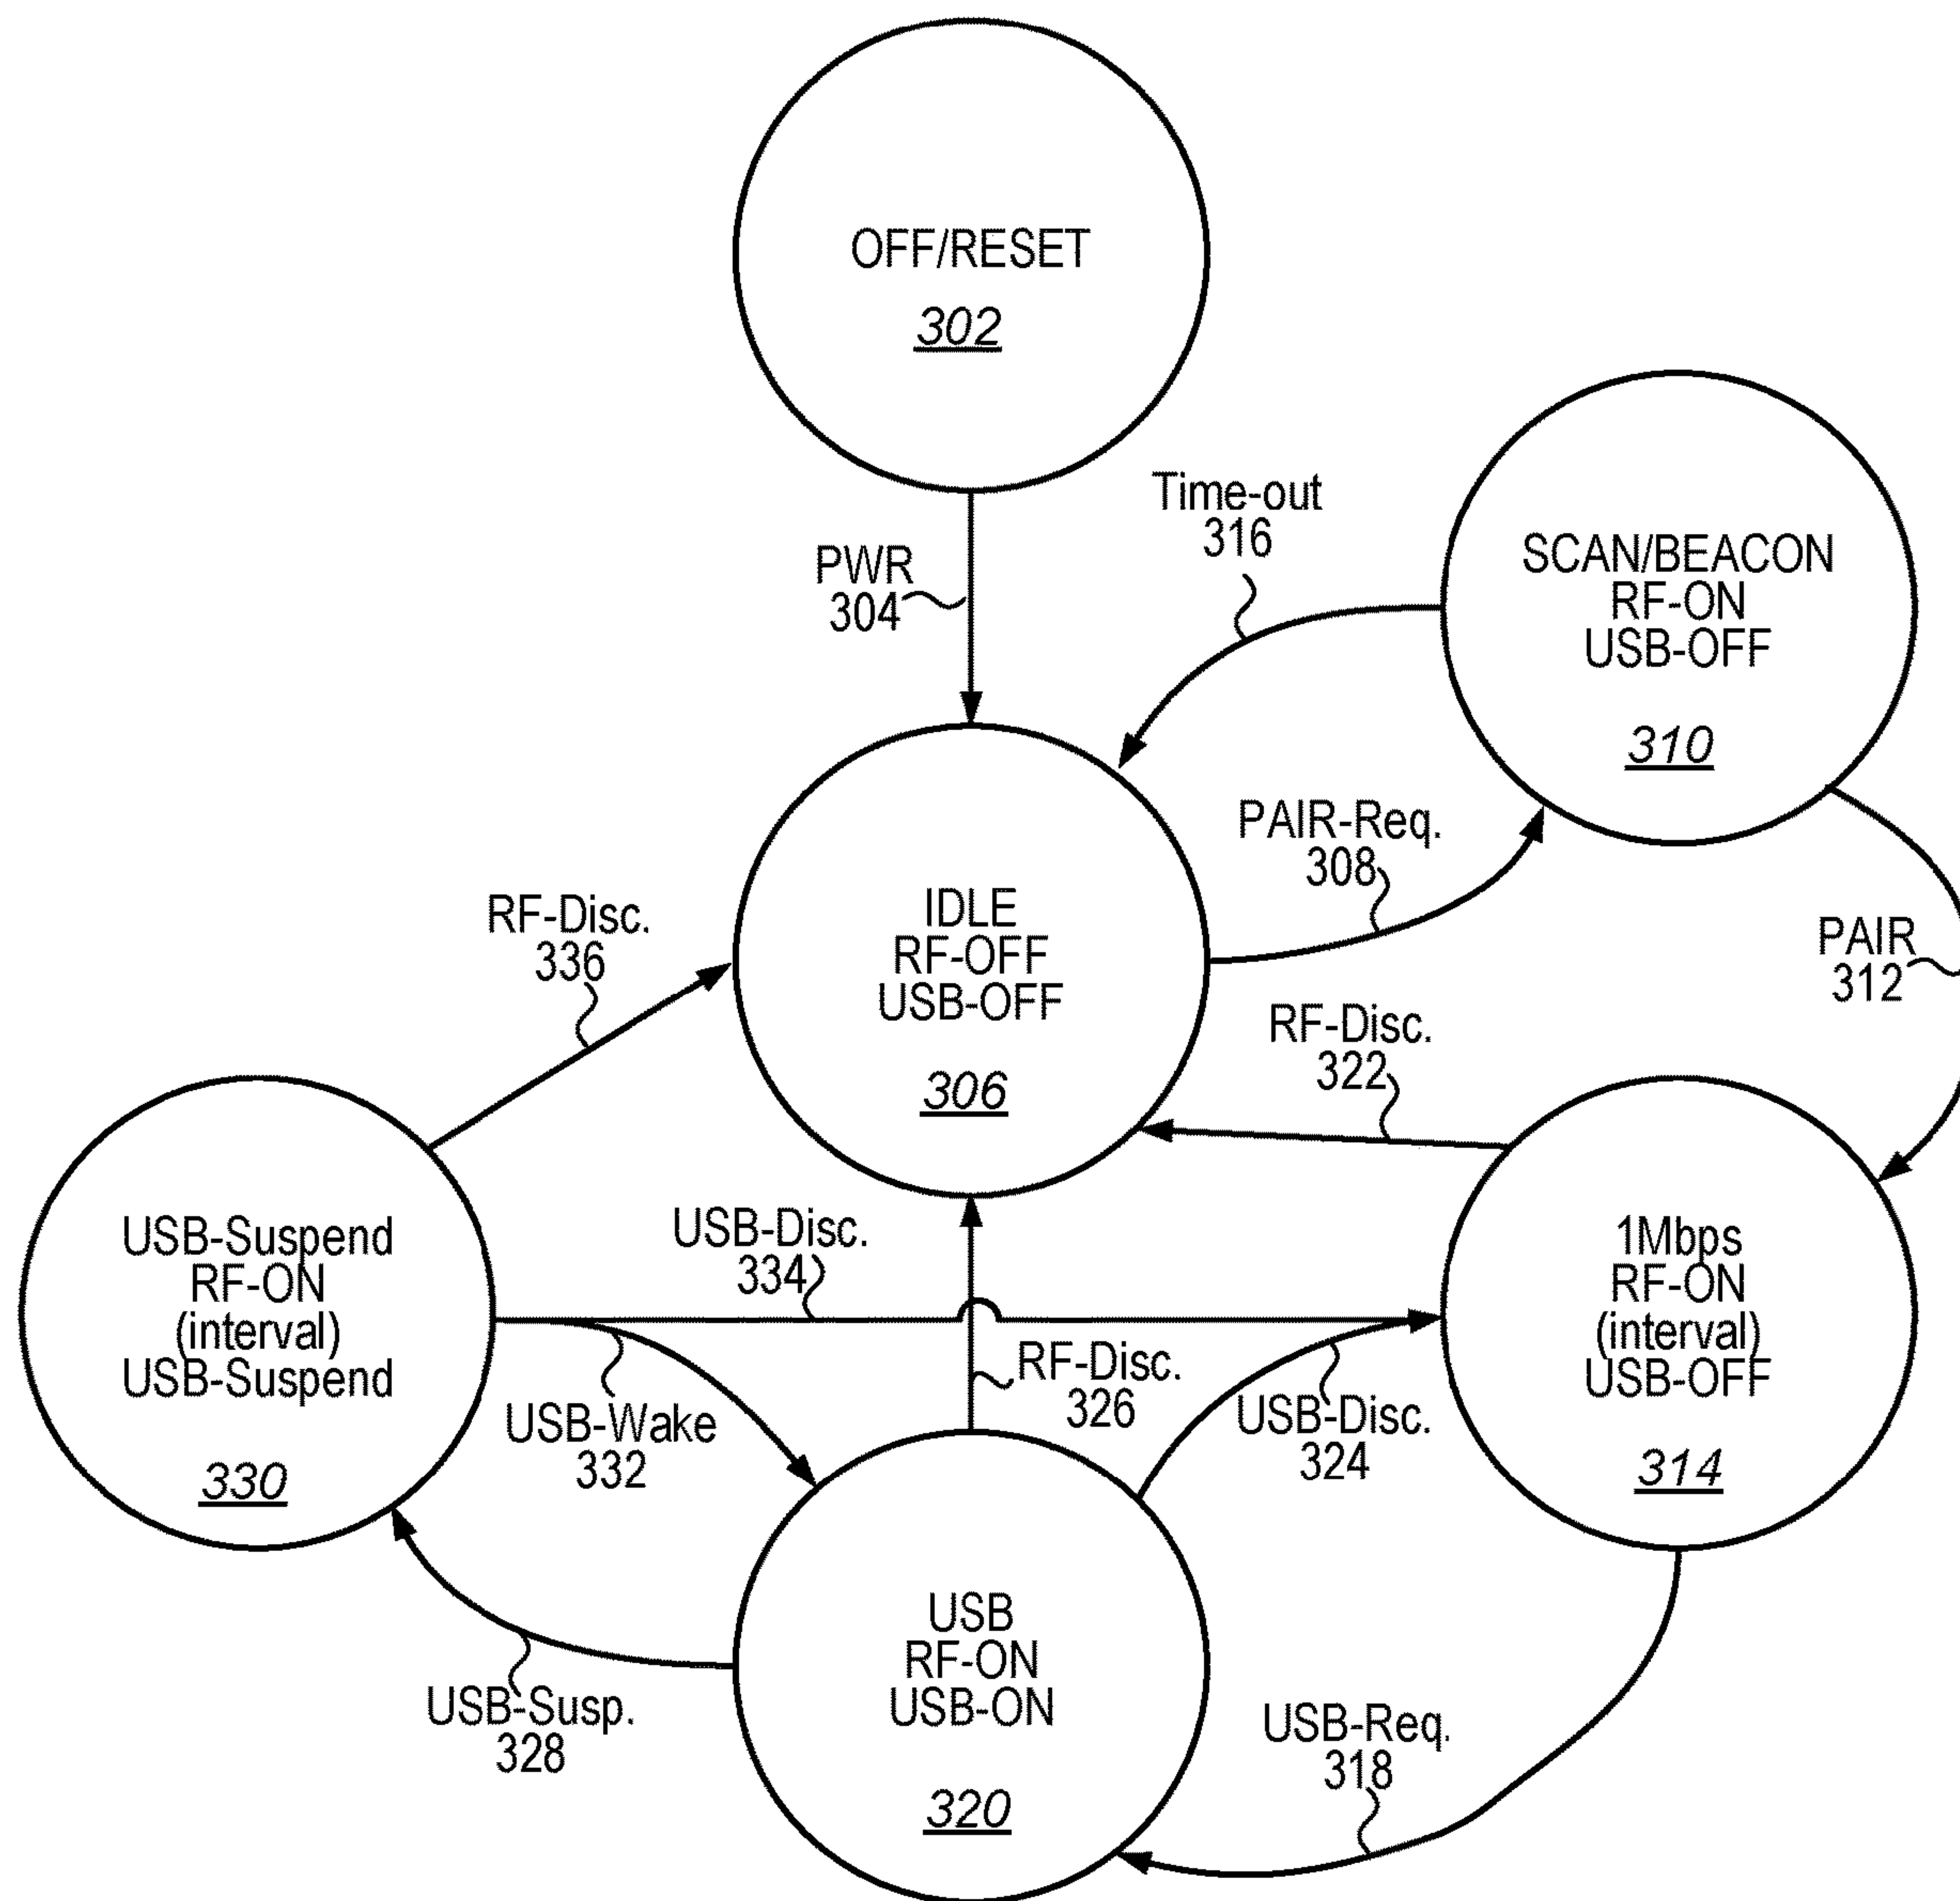 OFF/RESET
302
PWR
304
Time-out
316
SCAN/BEACON
RF-ON
USB-OFF
310
PAIR-Req.
308
PAIR
312
IDLE
RF-OFF
USB-OFF
306
RF-Disc.
336
RF-Disc.
322
USB-Suspend
RF-ON
(interval)
USB-Suspend
330
USB-Disc.
334
1Mbps
RF-ON
(interval)
USB-OFF
314
RF-Disc.
326
USB-Wake
332
USB-Disc.
324
USB
RF-ON
USB-ON
320
USB-Susp.
328
USB-Req.
318